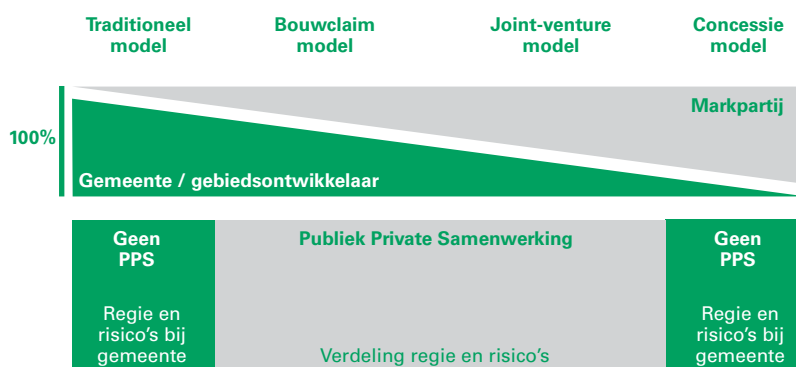 Traditioneel
model
Bouwclaim
model
Joint-venture
model
Concessie
model
Markpartij
100%
Gemeente / gebiedsontwikkelaar
Geen
PPS
Regie en
risico's bij
gemeente
Publiek Private Samenwerking
Verdeling regie en risico's
Geen
PPS
Regie en
risico's bij
gemeente